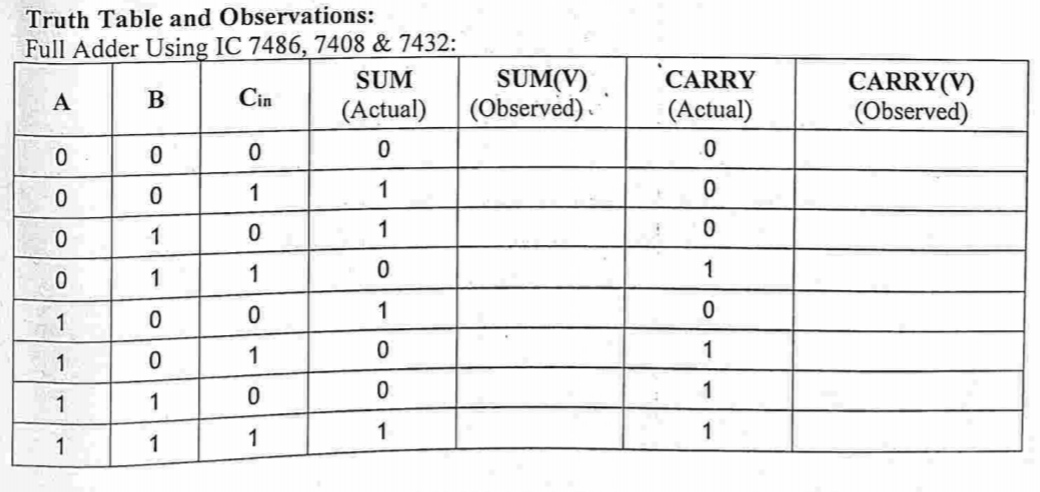 Truth Table and Observations:
Full Adder Using IC 7486, 7408 & 7432:
A B Cin SUM (Actual) SUM(V) (Observed) CARRY (Actual) CARRY(V) (Observed)
0 0 0 0 0
0 0 1 1 0
0 1 0 1 0
0 1 1 0 1
1 0 0 1 0
1 0 1 0 1
1 1 0 0 1
1 1 1 1 1